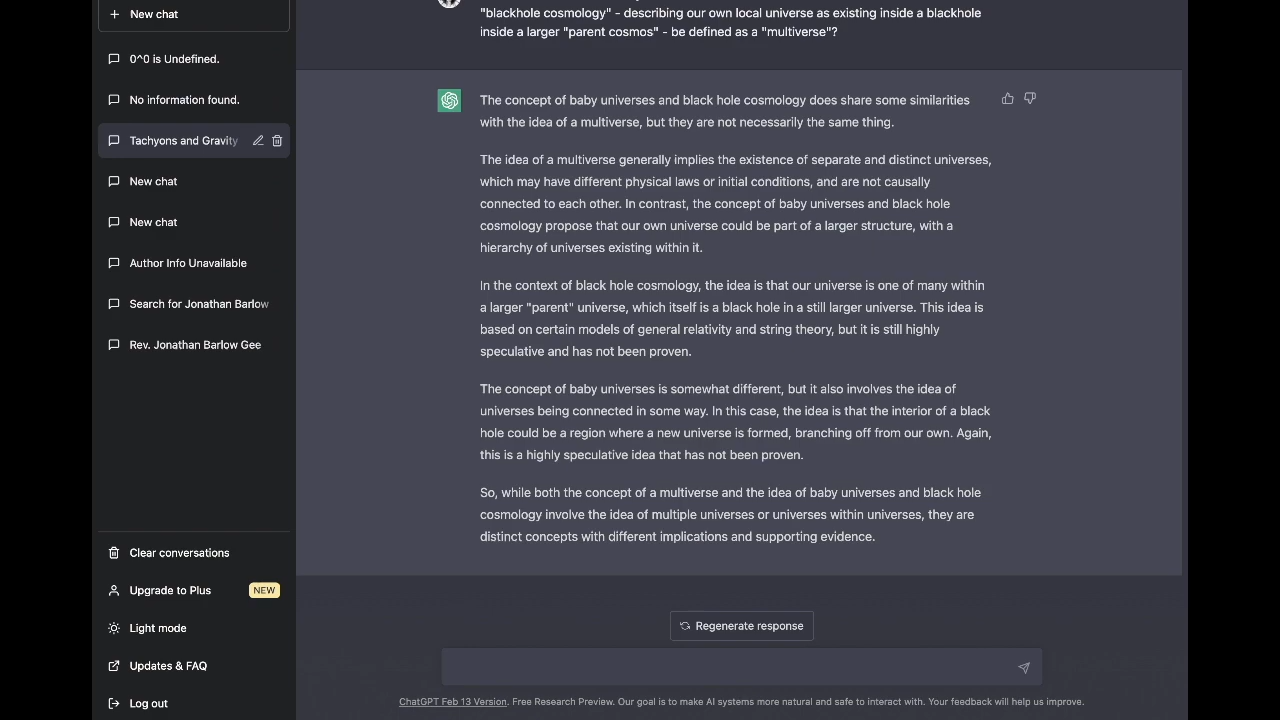 New chat
0^0 is Undefined.
No information found.
Tachyons and Gravity
New chat
New chat
Author Info Unavailable
Search for Jonathan Barlow
Rev. Jonathan Barlow Gee
Clear conversations
Upgrade to Plus NEW
Light mode
Updates & FAQ
Log out
"blackhole cosmology" - describing our own local universe as existing inside a blackhole
inside a larger "parent cosmos" - be defined as a "multiverse"?
The concept of baby universes and black hole cosmology does share some similarities
with the idea of a multiverse, but they are not necessarily the same thing.
The idea of a multiverse generally implies the existence of separate and distinct universes,
which may have different physical laws or initial conditions, and are not causally
connected to each other. In contrast, the concept of baby universes and black hole
cosmology propose that our own universe could be part of a larger structure, with a
hierarchy of universes existing within it.
In the context of black hole cosmology, the idea is that our universe is one of many within
a larger "parent" universe, which itself is a black hole in a still larger universe. This idea is
based on certain models of general relativity and string theory, but it is still highly
speculative and has not been proven.
The concept of baby universes is somewhat different, but it also involves the idea of
universes being connected in some way. In this case, the idea is that the interior of a black
hole could be a region where a new universe is formed, branching off from our own. Again,
this is a highly speculative idea that has not been proven.
So, while both the concept of a multiverse and the idea of baby universes and black hole
cosmology involve the idea of multiple universes or universes within universes, they are
distinct concepts with different implications and supporting evidence.
Regenerate response
ChatGPT Feb 13 Version. Free Research Preview. Our goal is to make AI systems more natural and safe to interact with. Your feedback will help us improve.